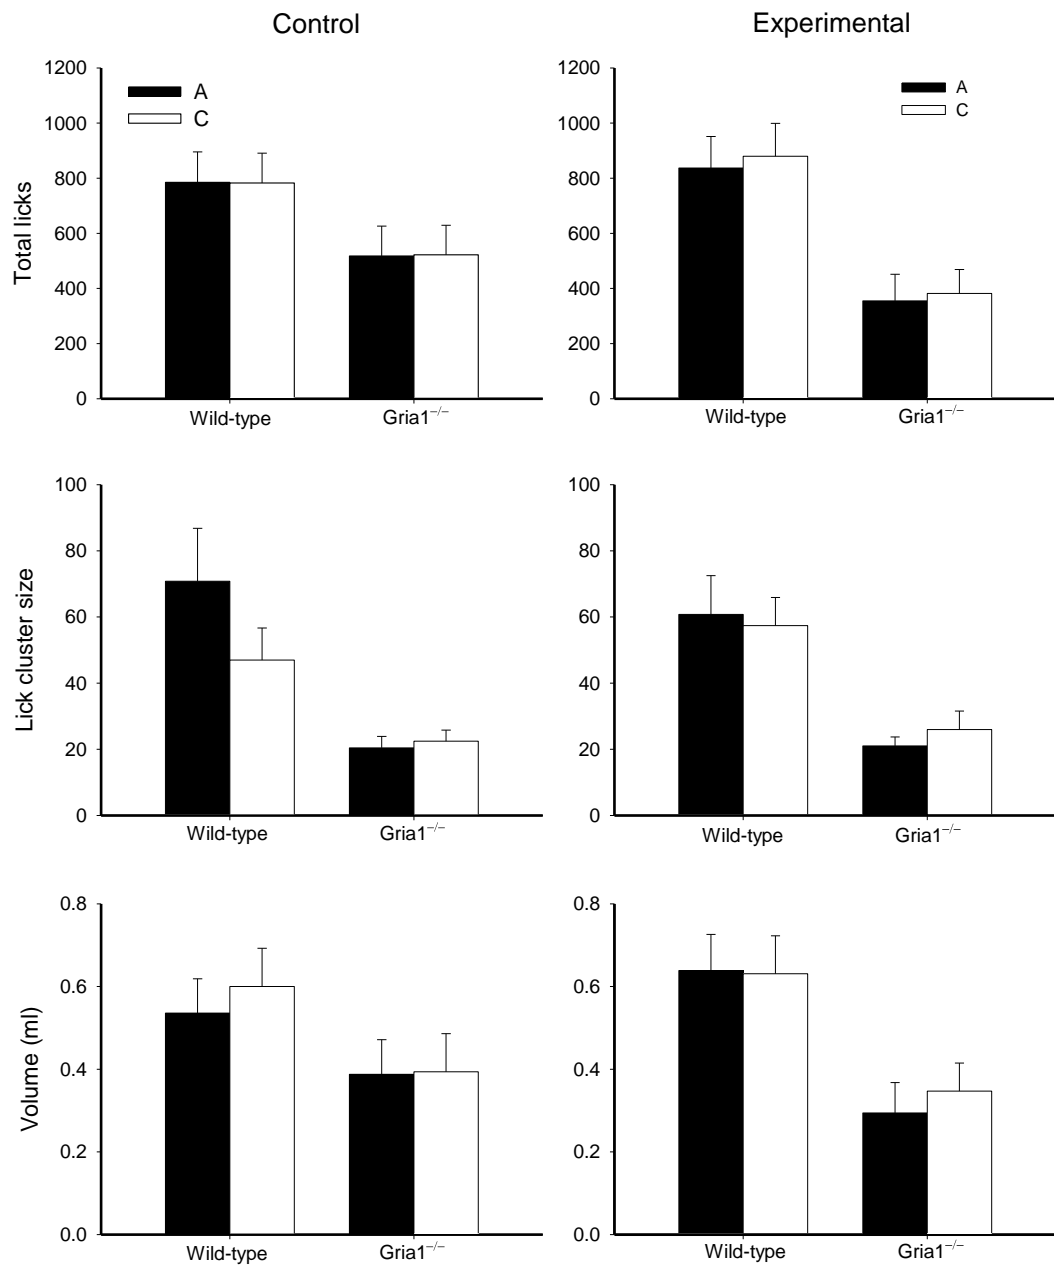 Control
Experimental
Total licks
1200
1000
800
600
400
200
0
A
C
Wild-type
Gria1−/−
1200
1000
800
600
400
200
0
A
C
Wild-type
Gria1−/−
Lick cluster size
100
80
60
40
20
0
Wild-type
Gria1−/−
100
80
60
40
20
0
Wild-type
Gria1−/−
Volume (ml)
0.8
0.6
0.4
0.2
0.0
Wild-type
Gria1−/−
0.8
0.6
0.4
0.2
0.0
Wild-type
Gria1−/−